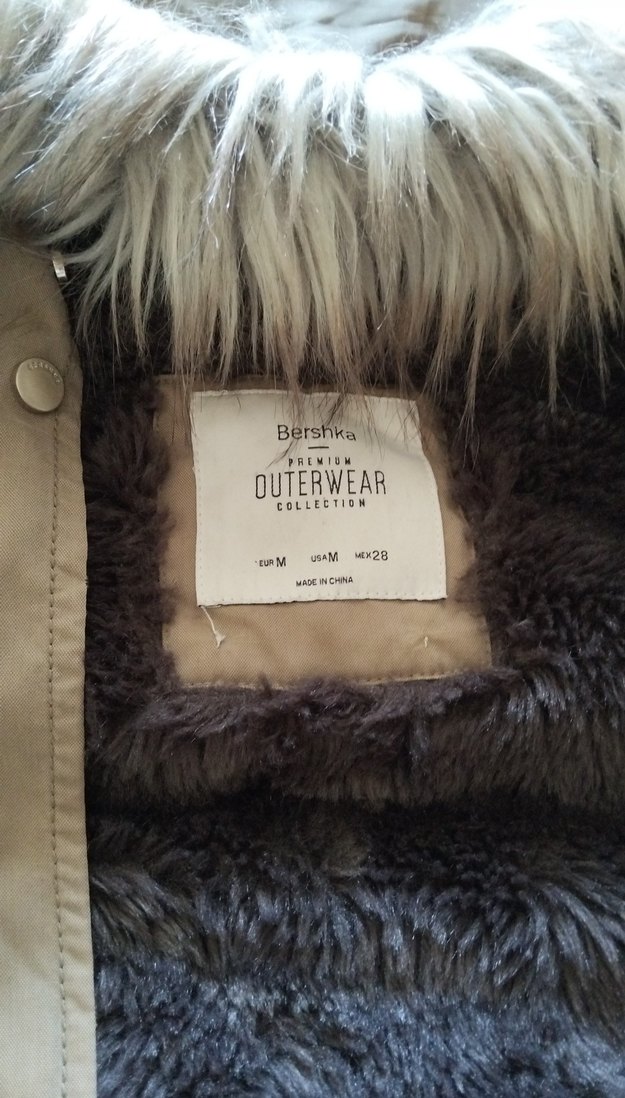 Bershka
PREMIUM
OUTERWEAR
COLLECTION
EUR M USA M MEX 28
MADE IN CHINA